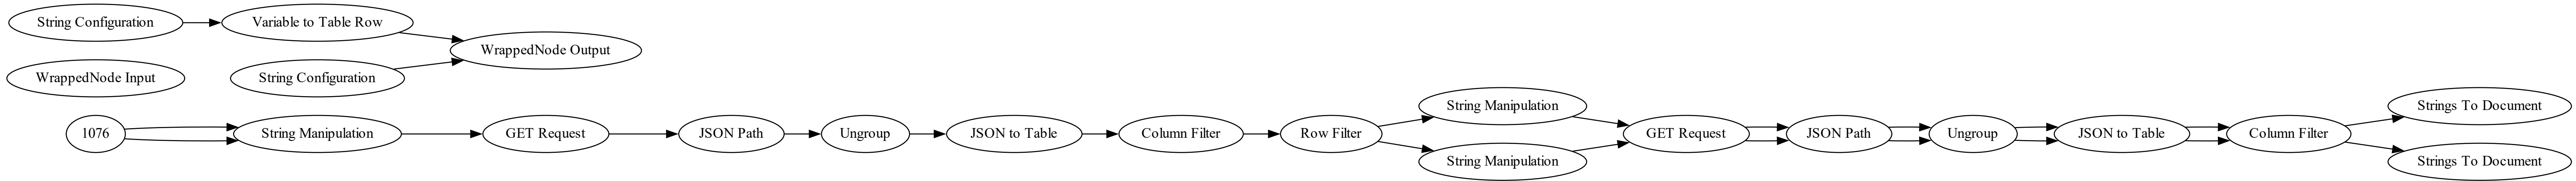 String Configuration
Variable to Table Row
WrappedNode Output
WrappedNode Input
String Configuration
1076
String Manipulation
GET Request
JSON Path
Ungroup
JSON to Table
Column Filter
Row Filter
String Manipulation
String Manipulation
GET Request
JSON Path
Ungroup
JSON to Table
Column Filter
Strings To Document
Strings To Document